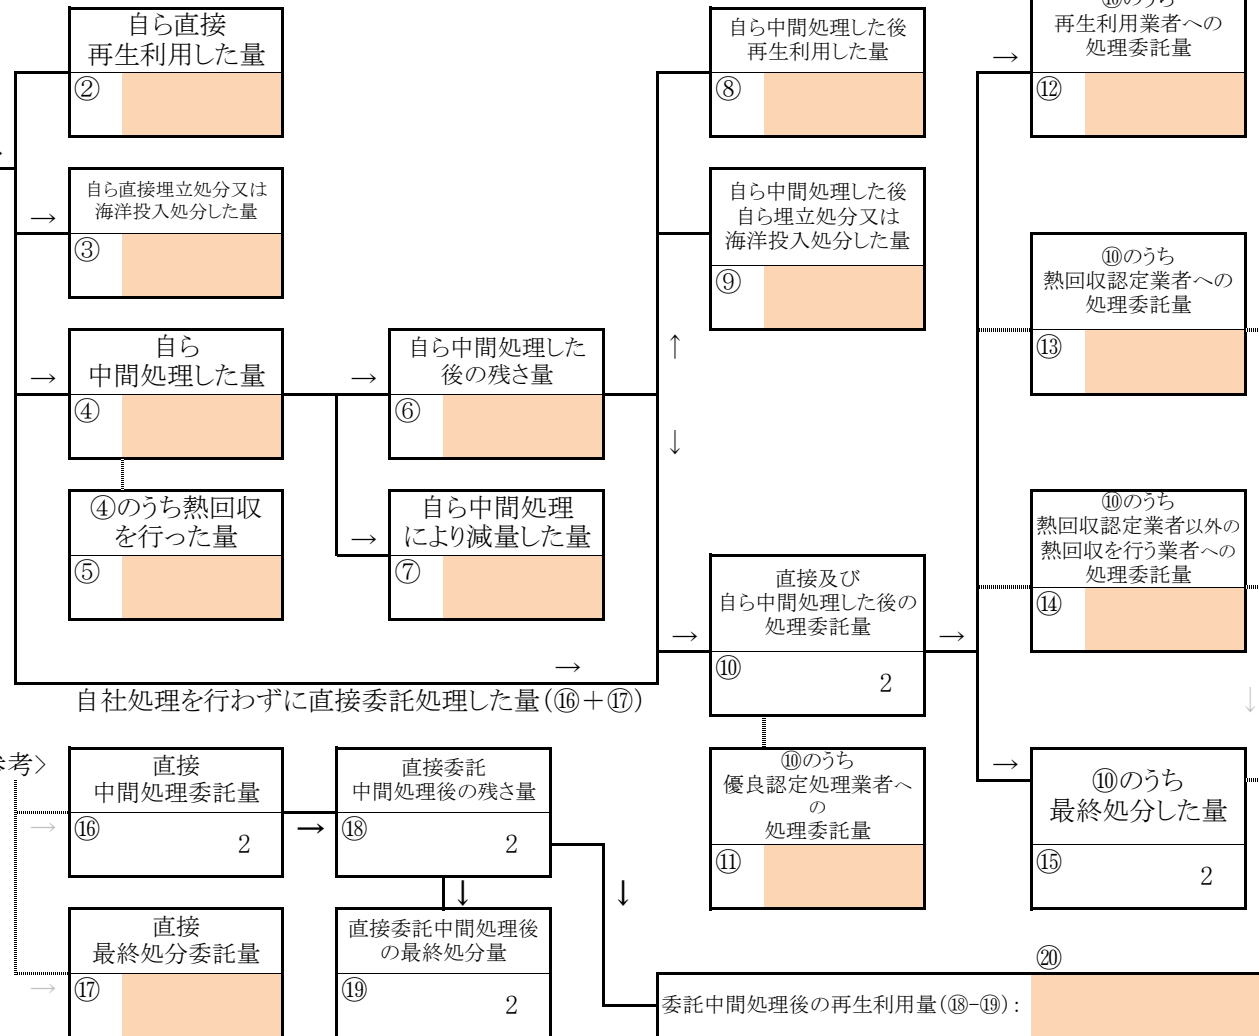 自ら直接
再生利用した量
②
自ら直接埋立処分又は
海洋投入処分した量
→
③
自ら
中間処理した量
→
④
④のうち熱回収
を行った量
⑤
自ら中間処理した
後の残さ量
→
⑥
自ら中間処理
により減量した量
→
⑦
自ら中間処理した後
再生利用した量
⑧
自ら中間処理した後
自ら埋立処分又は
海洋投入処分した量
⑨
↑
↓
直接及び
自ら中間処理した後の
処理委託量
→
⑩
2
→
⑩のうち
優良認定処理業者へ
の
処理委託量
⑪
⑩のうち
再生利用業者への
処理委託量
→
⑫
⑩のうち
熱回収認定業者への
処理委託量
⑬
⑩のうち
熱回収認定業者以外の
熱回収を行う業者への
処理委託量
⑭
↓
⑩のうち
最終処分した量
→
⑮
2
→
自社処理を行わずに直接委託処理した量(⑯+⑰)
考>
直接
中間処理委託量
→
⑯
2
→
直接委託
中間処理後の残さ量
⑱
2
↓
↓
直接
最終処分委託量
→
⑰
直接委託中間処理後
の最終処分量
⑲
2
⑳
委託中間処理後の再生利用量(⑱-⑲):